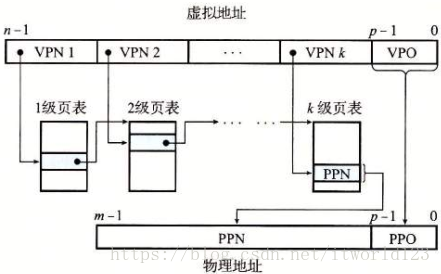 虚拟地址
n-1 p-1 0
VPN 1 VPN 2 ... VPN k VPO
1级页表 2级页表 k 级页表
... ...
PPN
m-1 p-1 0
PPN PPO
https://blog.csdn.net/itworld123
物理地址